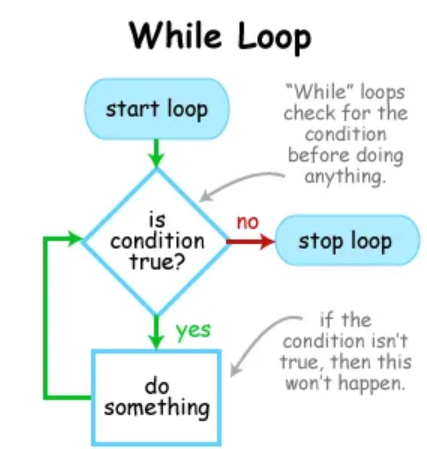 While Loop
start loop
“While” loops
check for the
condition
before doing
anything.
is
condition
true?
no
stop loop
yes
if the
condition isn’t
true, then this
won’t happen.
do
something